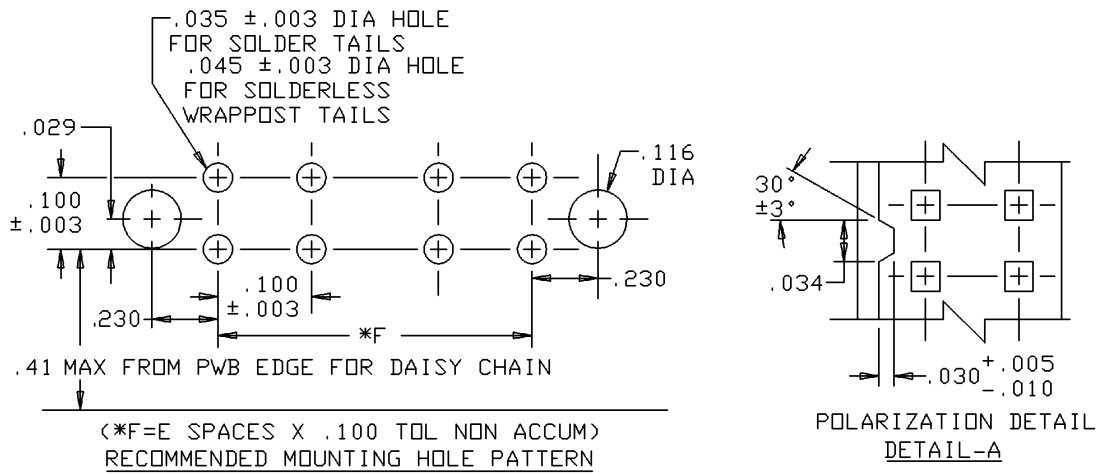 .035 ±.003 DIA HOLE
FOR SOLDER TAILS
.045 ±.003 DIA HOLE
FOR SOLDERLESS
WRAPPOST TAILS
.029
.116
DIA
.100
±.003
.100
±.003
.230
.230
*F
.41 MAX FROM PWB EDGE FOR DAISY CHAIN
(*F=E SPACES X .100 TOL NON ACCUM)
RECOMMENDED MOUNTING HOLE PATTERN
30°
±3°
.034
.030 +.005
-.010
POLARIZATION DETAIL
DETAIL-A